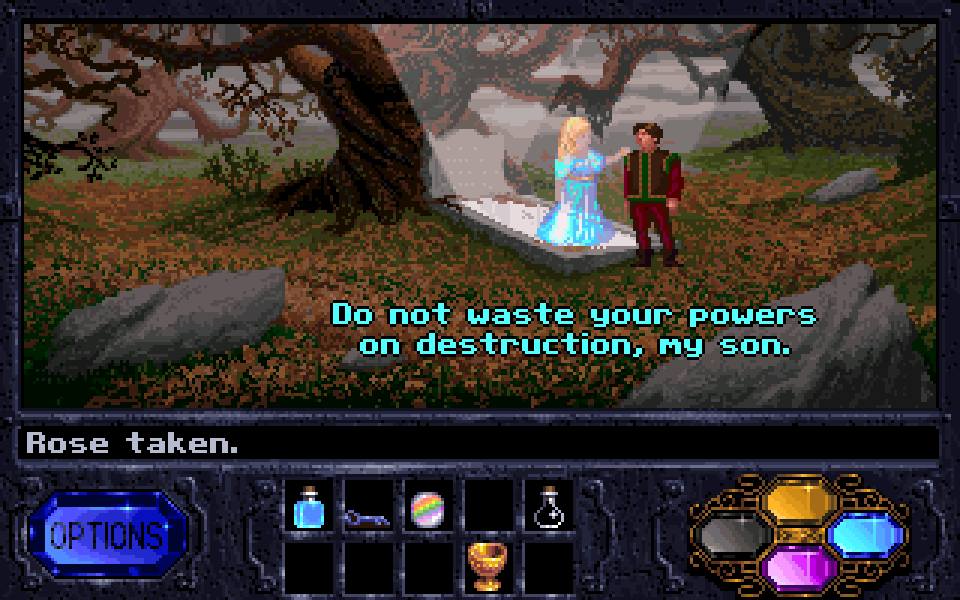 Do not waste your powers
on destruction, my son.
Rose taken.
OPTIONS